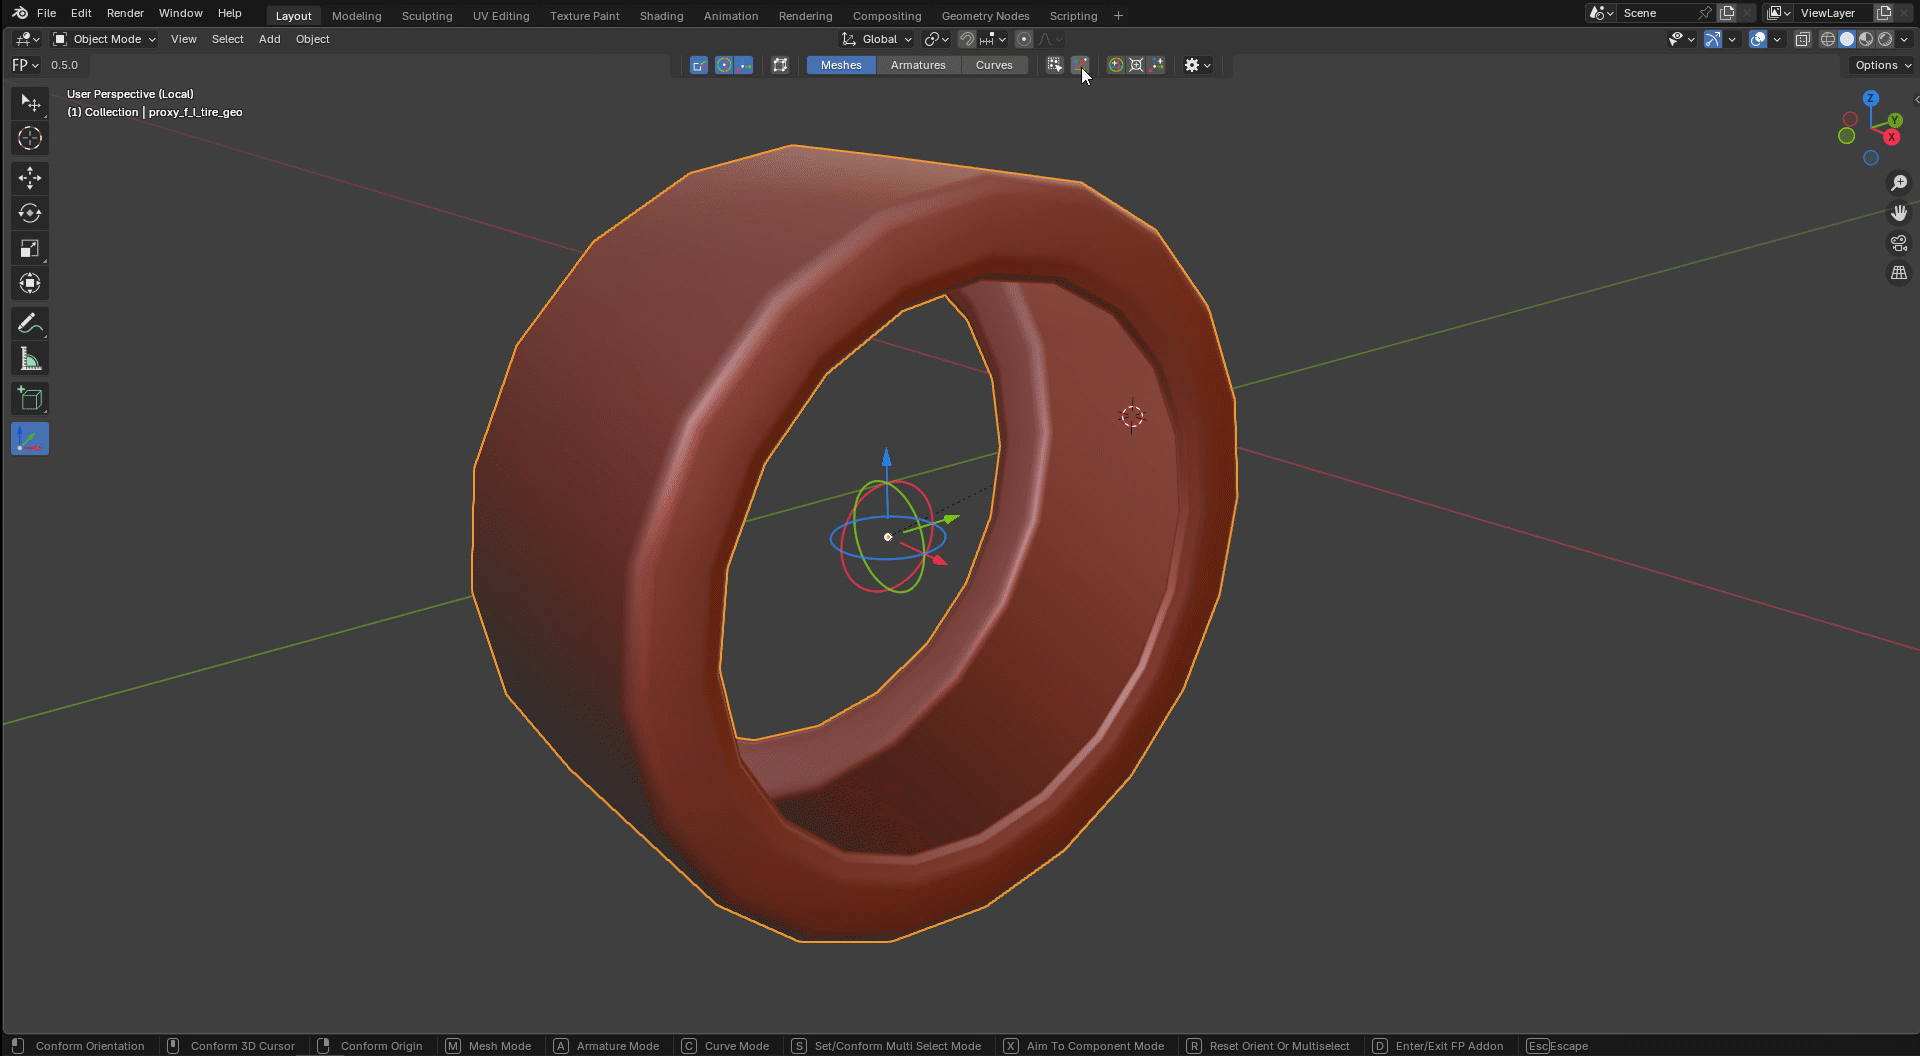 File Edit Render Window Help Layout Modeling Sculpting UV Editing Texture Paint Shading Animation Rendering Compositing Geometry Nodes Scripting + Scene ViewLayer
Object Mode View Select Add Object Global
FP 0.5.0 Meshes Armatures Curves Options
User Perspective (Local)
(1) Collection | proxy_f_l_tire_geo
Z
Y
X
Conform Orientation Conform 3D Cursor Conform Origin M Mesh Mode A Armature Mode C Curve Mode S Set/Conform Multi Select Mode X Aim To Component Mode R Reset Orient Or Multiselect D Enter/Exit FP Addon Esc Escape